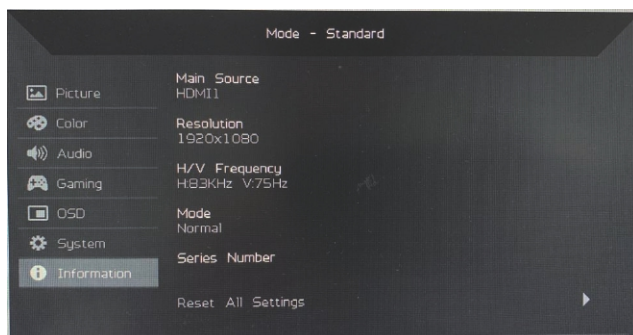 Mode - Standard
Picture
Color
Audio
Gaming
OSD
System
Information
Main Source
HDMI1
Resolution
1920x1080
H/V Frequency
H:83KHz V:75Hz
Mode
Normal
Series Number
Reset All Settings